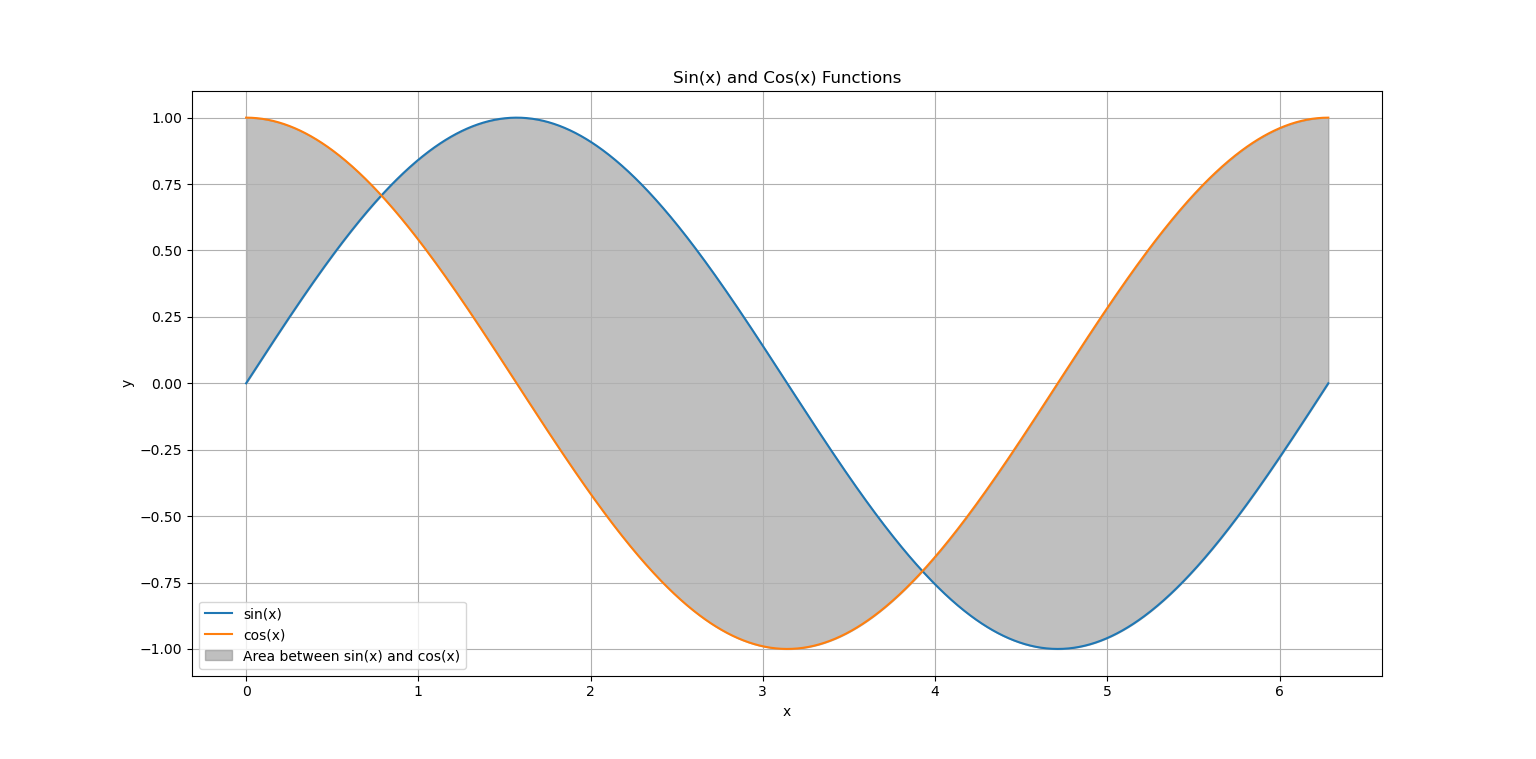 Sin(x) and Cos(x) Functions
1.00
0.75
0.50
0.25
0.00
−0.25
−0.50
−0.75
−1.00
y
sin(x)
cos(x)
Area between sin(x) and cos(x)
0 1 2 3 4 5 6
x